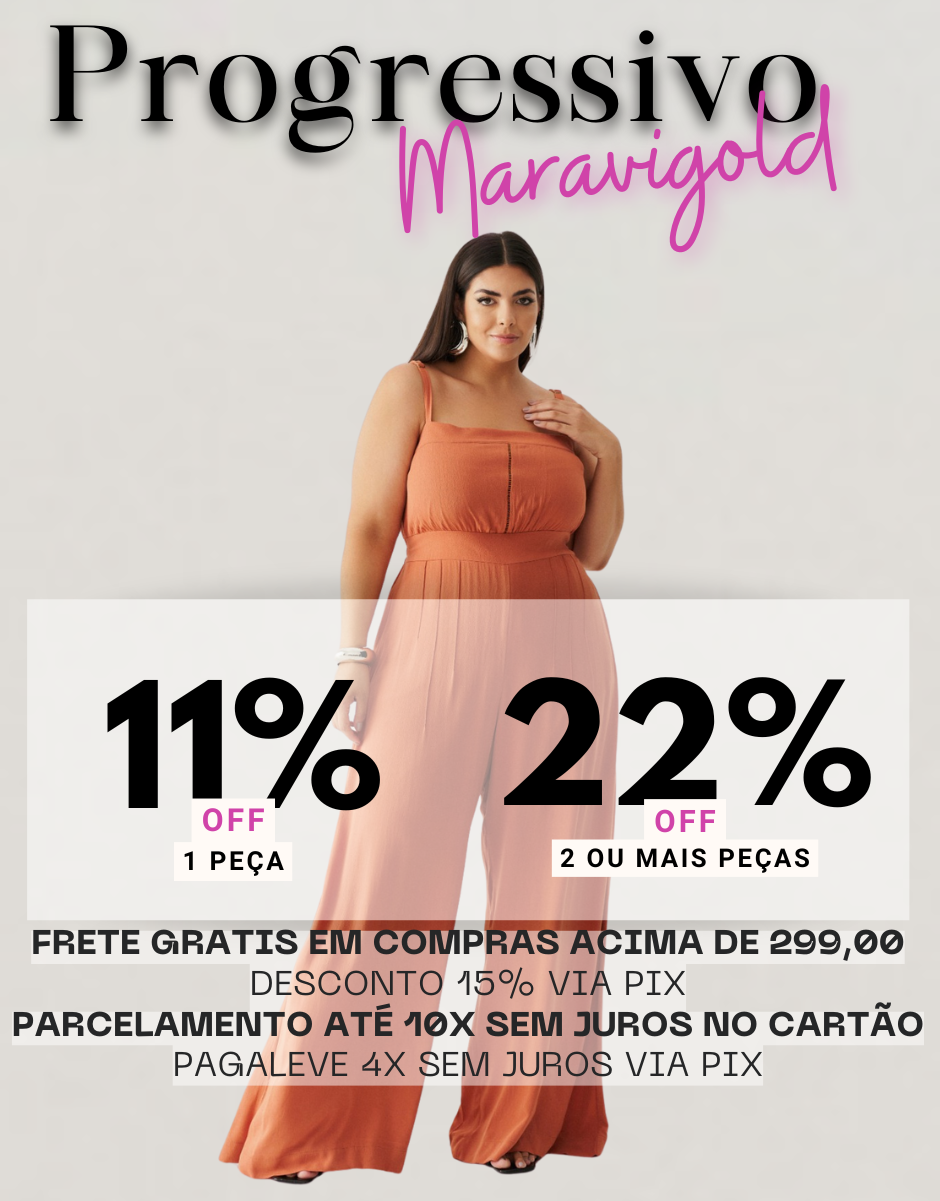 Progressivo
Maravigold
11%
OFF
1 PEÇA
22%
OFF
2 OU MAIS PEÇAS
FRETE GRATIS EM COMPRAS ACIMA DE 299,00
DESCONTO 15% VIA PIX
PARCELAMENTO ATÉ 10X SEM JUROS NO CARTÃO
PAGALEVE 4X SEM JUROS VIA PIX